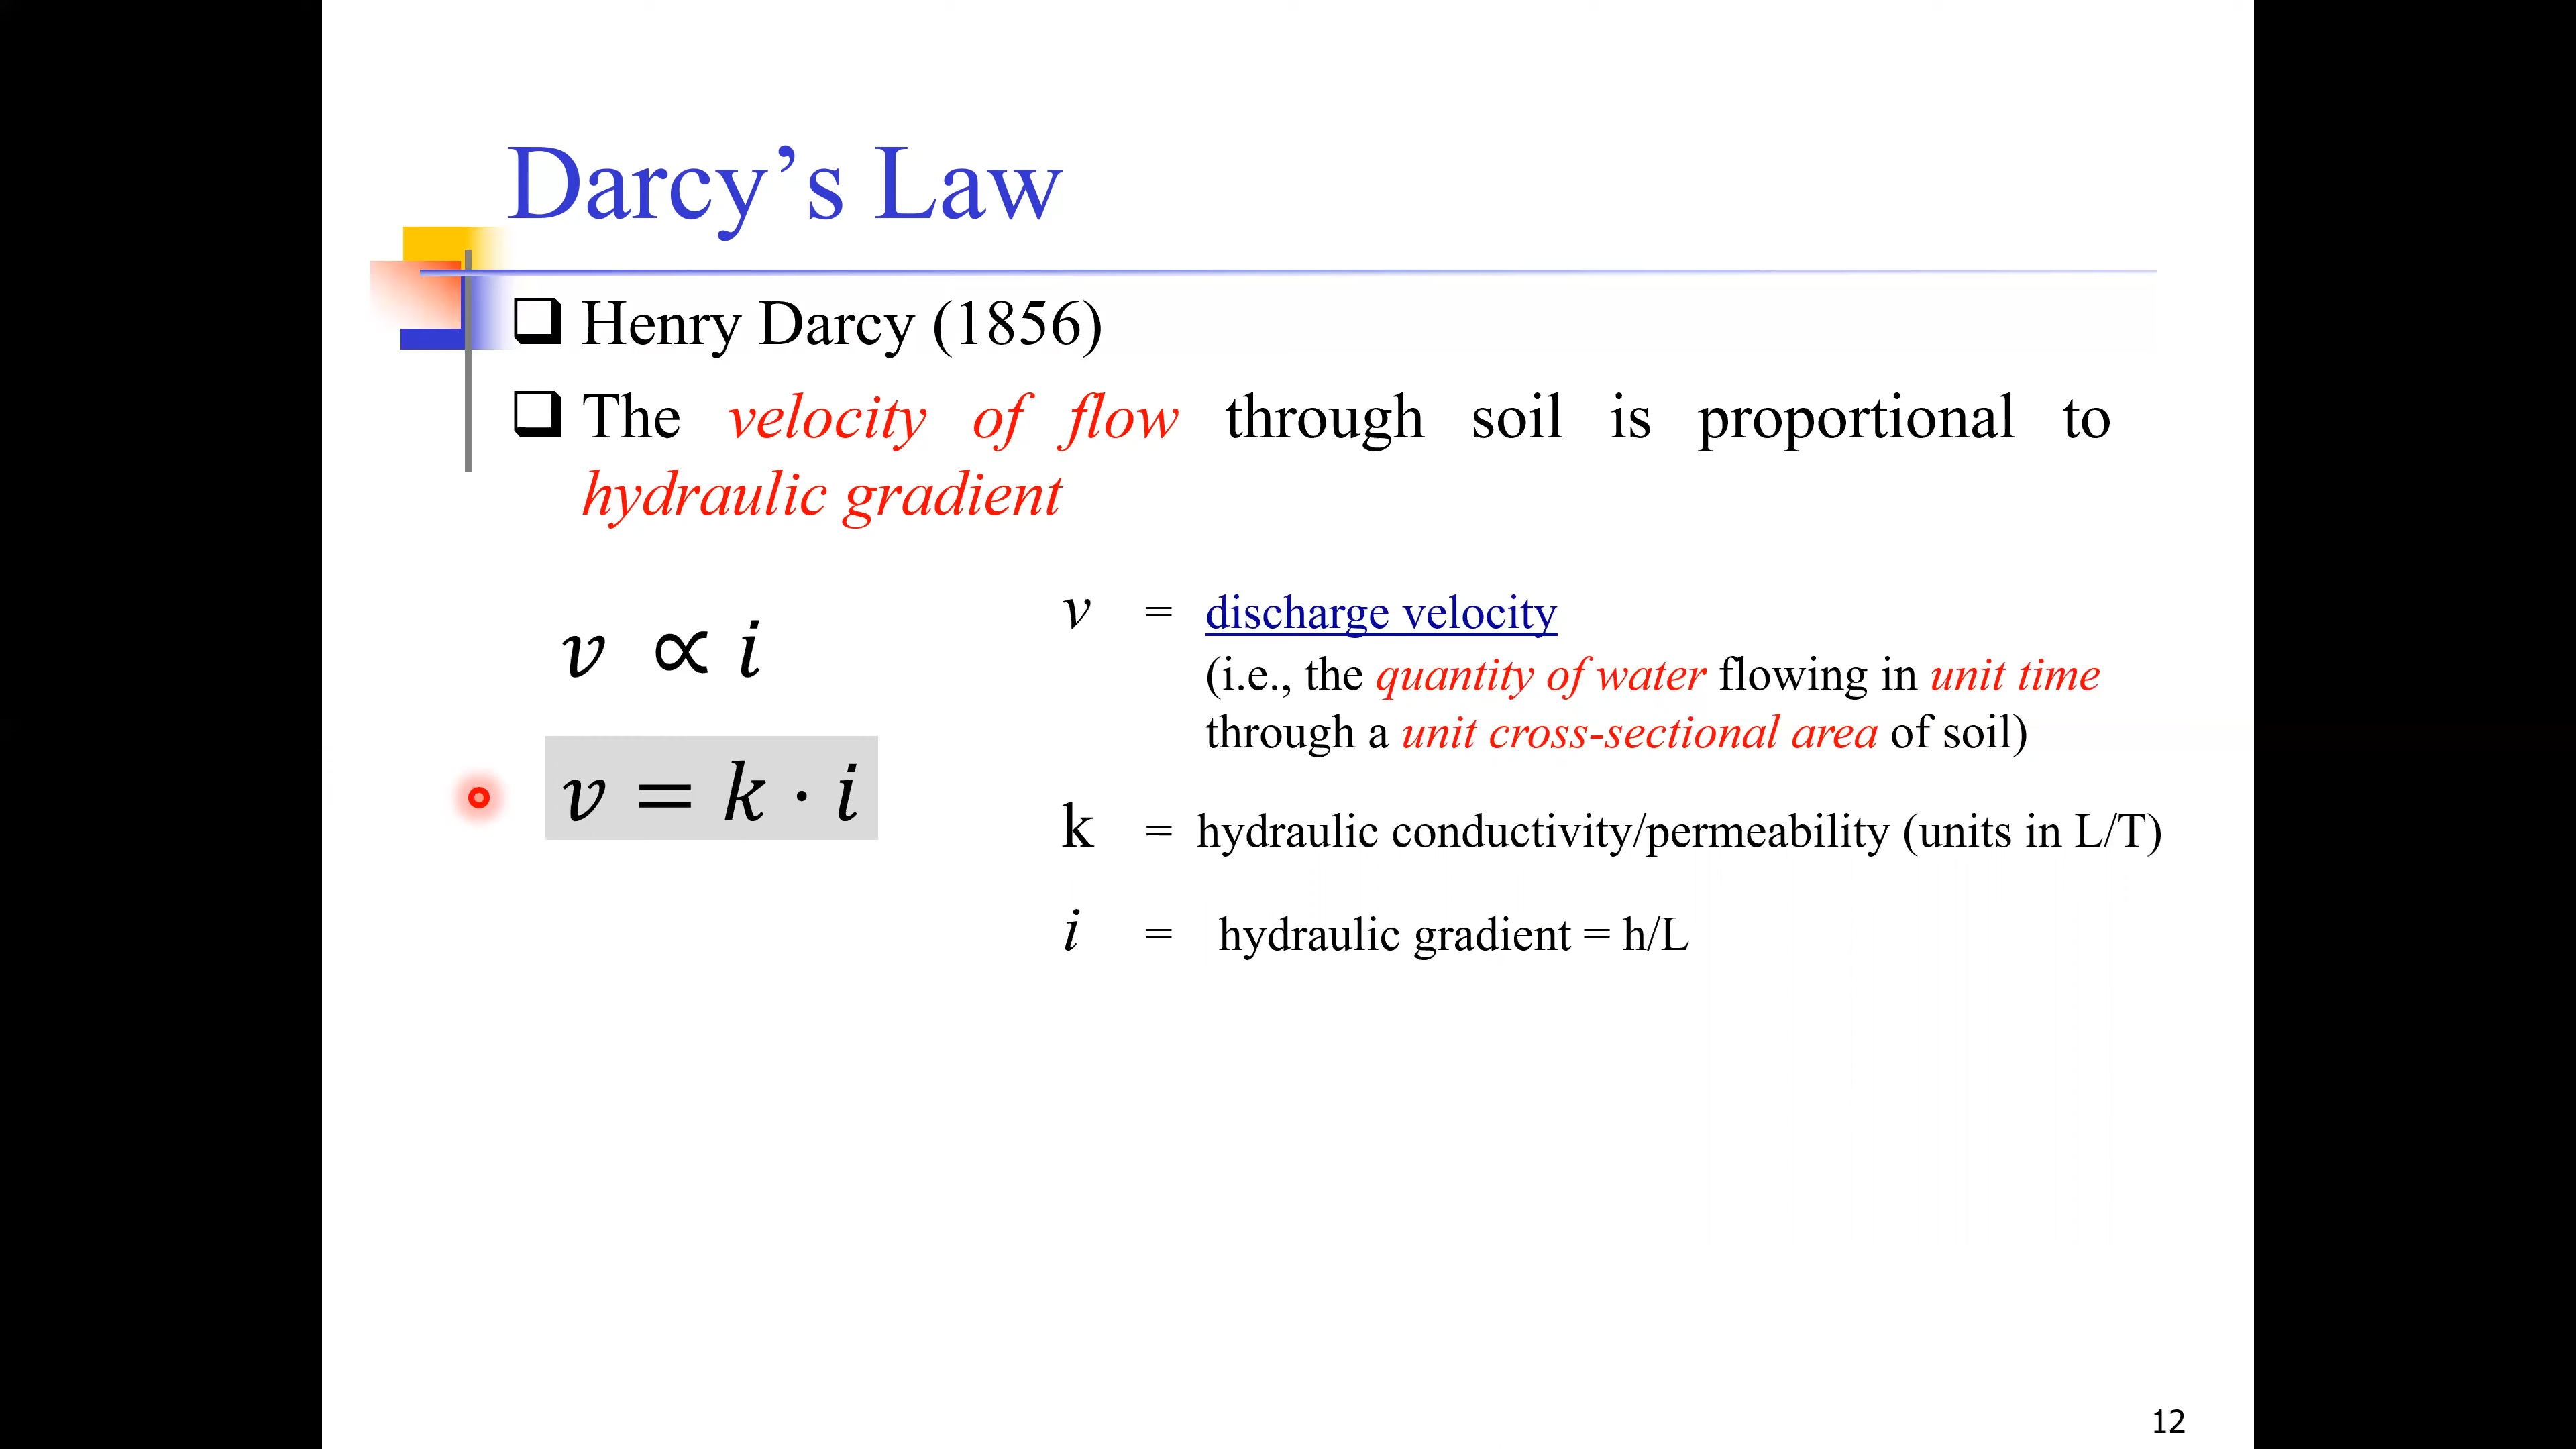 Darcy’s Law
❑ Henry Darcy (1856)
❑ The velocity of flow through soil is proportional to
hydraulic gradient
v ∝ i
v = k · i
v = discharge velocity
(i.e., the quantity of water flowing in unit time
through a unit cross-sectional area of soil)
k = hydraulic conductivity/permeability (units in L/T)
i = hydraulic gradient = h/L
12